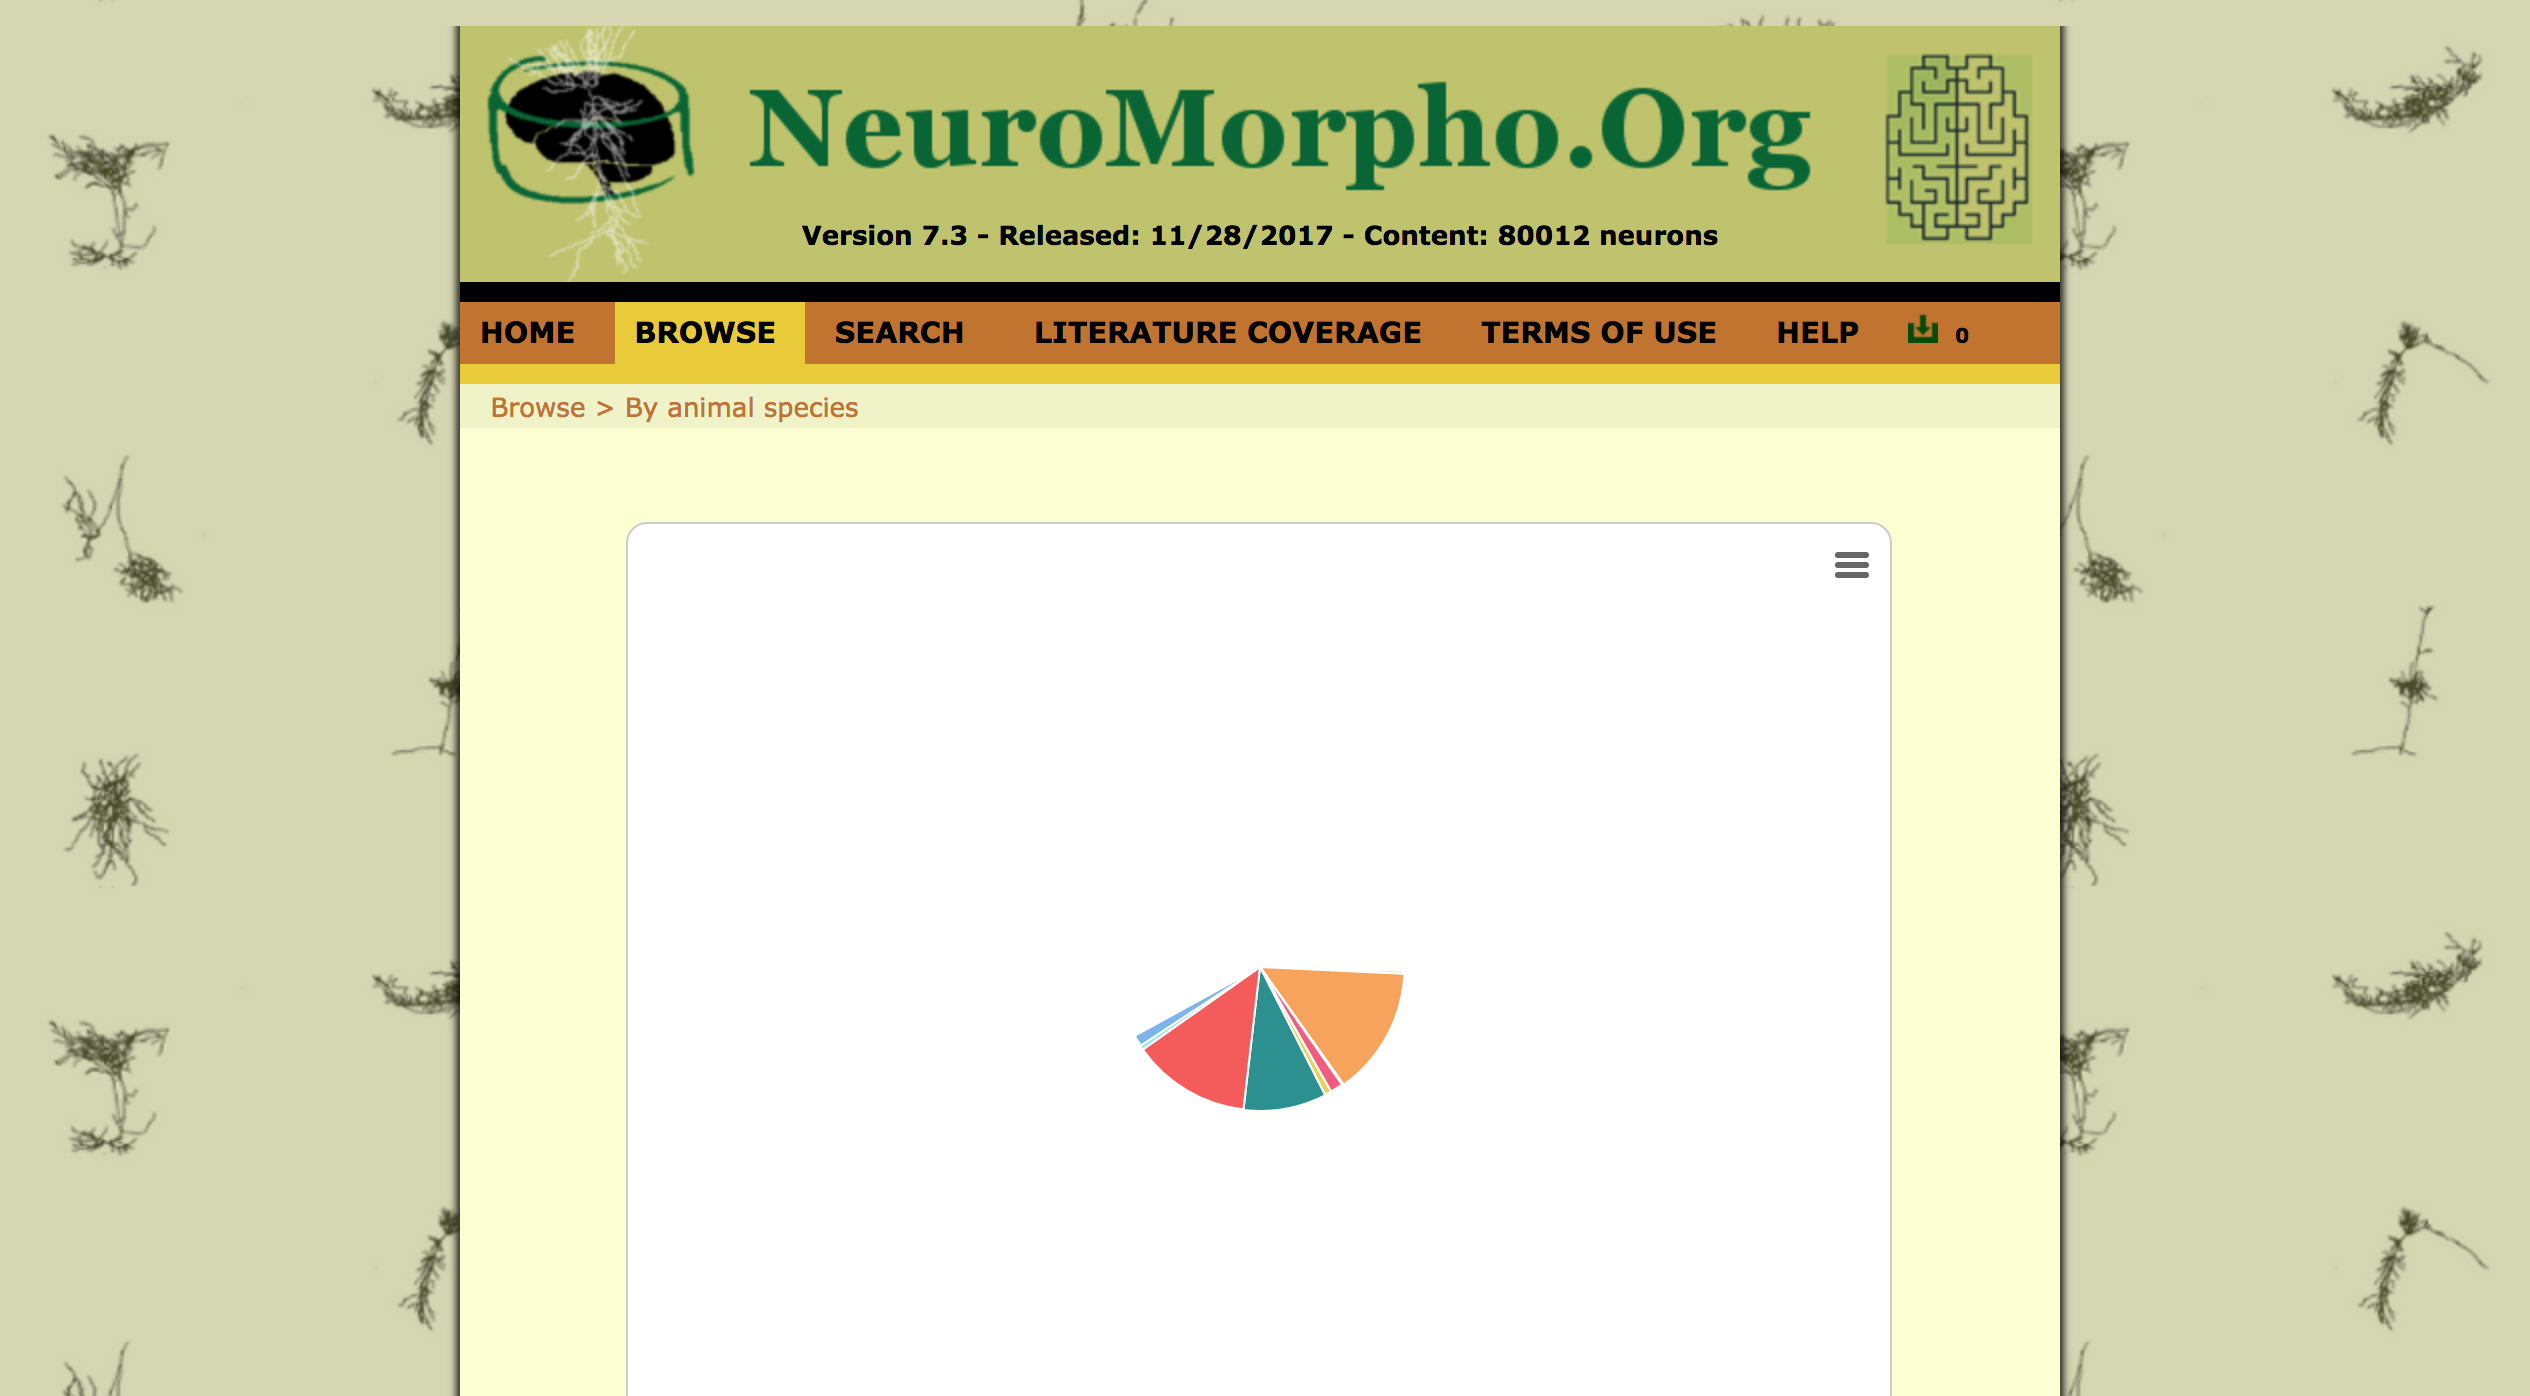 NeuroMorpho.Org
Version 7.3 - Released: 11/28/2017 - Content: 80012 neurons
HOME BROWSE SEARCH LITERATURE COVERAGE TERMS OF USE HELP 0
Browse > By animal species